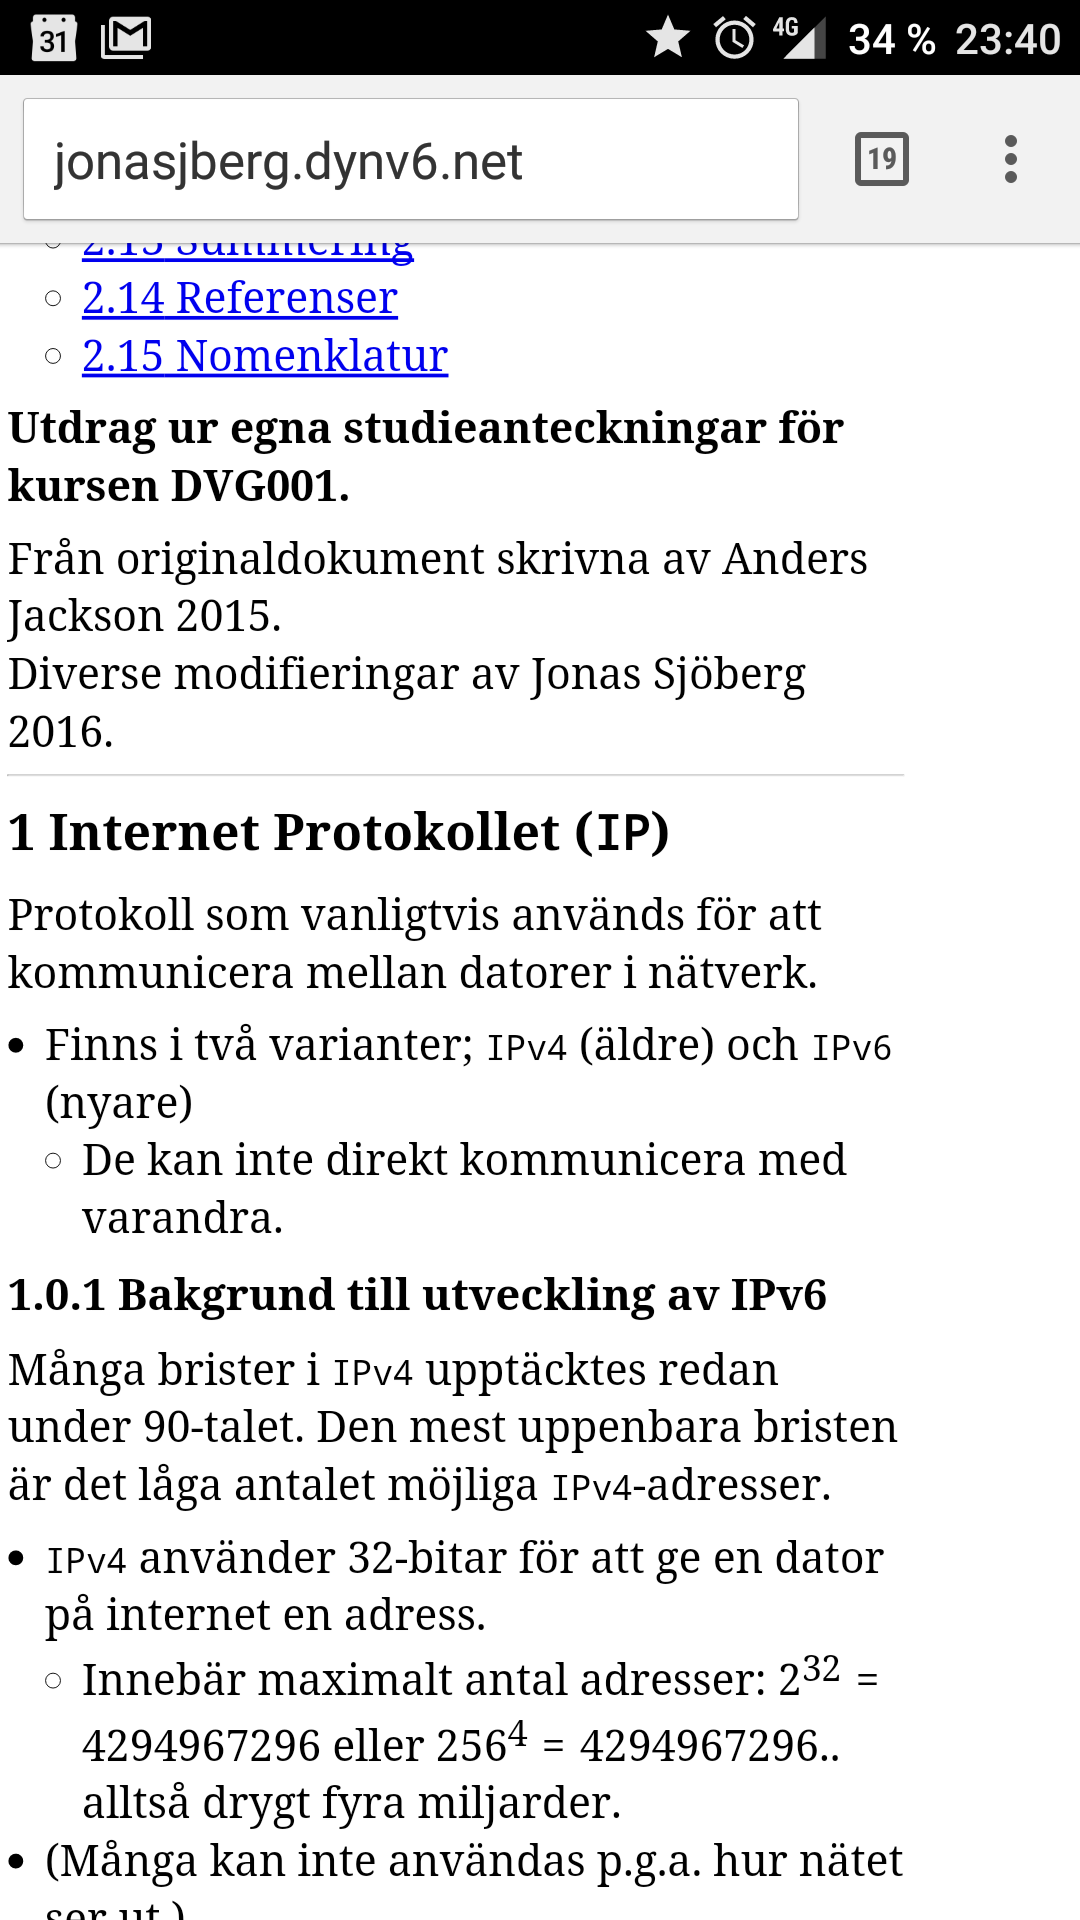 31
4G
34 % 23:40
jonasjberg.dynv6.net
19
2.13 Summering
2.14 Referenser
2.15 Nomenklatur
Utdrag ur egna studieanteckningar för
kursen DVG001.
Från originaldokument skrivna av Anders
Jackson 2015.
Diverse modifieringar av Jonas Sjöberg
2016.
1 Internet Protokollet (IP)
Protokoll som vanligtvis används för att
kommunicera mellan datorer i nätverk.
• Finns i två varianter; IPv4 (äldre) och IPv6
(nyare)
○ De kan inte direkt kommunicera med
varandra.
1.0.1 Bakgrund till utveckling av IPv6
Många brister i IPv4 upptäcktes redan
under 90-talet. Den mest uppenbara bristen
är det låga antalet möjliga IPv4-adresser.
• IPv4 använder 32-bitar för att ge en dator
på internet en adress.
○ Innebär maximalt antal adresser: 2³² =
4294967296 eller 256⁴ = 4294967296..
alltså drygt fyra miljarder.
• (Många kan inte användas p.g.a. hur nätet
ser ut.)